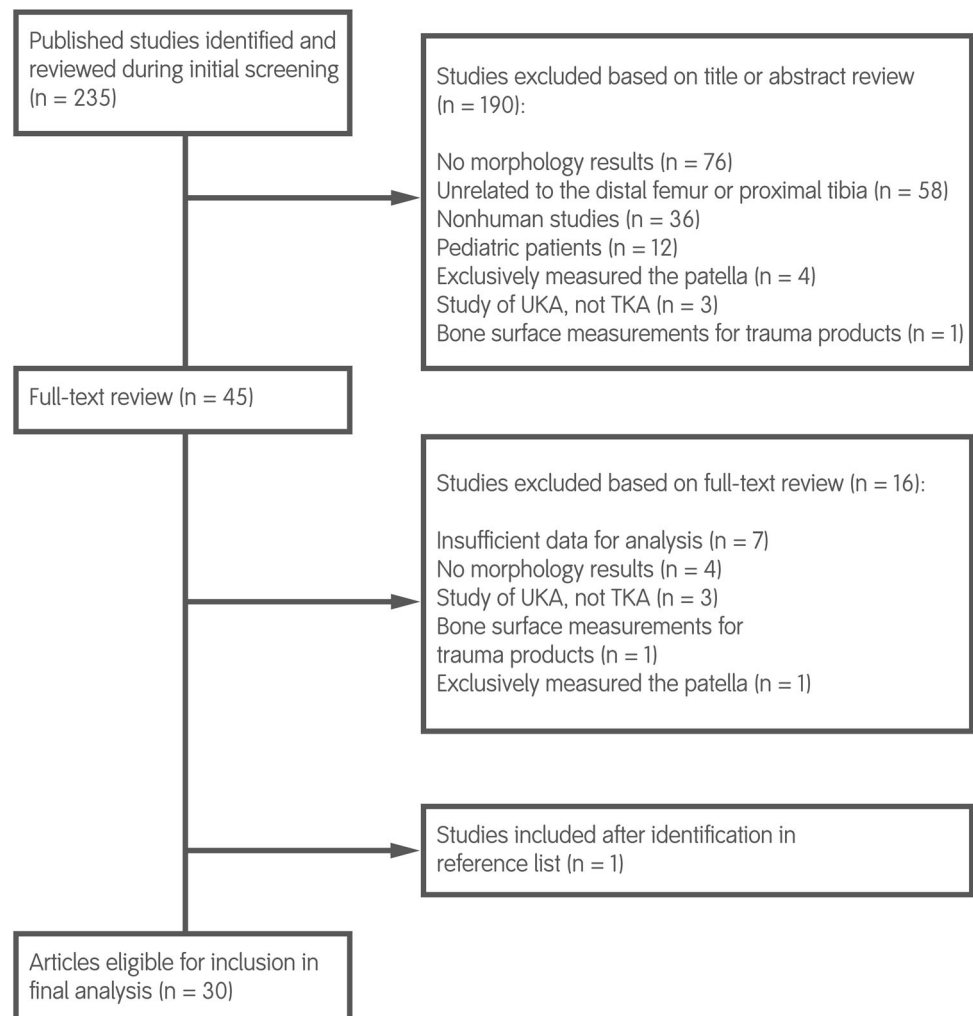 Published studies identified and
reviewed during initial screening
(n = 235)
Studies excluded based on title or abstract review
(n = 190):
No morphology results (n = 76)
Unrelated to the distal femur or proximal tibia (n = 58)
Nonhuman studies (n = 36)
Pediatric patients (n = 12)
Exclusively measured the patella (n = 4)
Study of UKA, not TKA (n = 3)
Bone surface measurements for trauma products (n = 1)
Full-text review (n = 45)
Studies excluded based on full-text review (n = 16):
Insufficient data for analysis (n = 7)
No morphology results (n = 4)
Study of UKA, not TKA (n = 3)
Bone surface measurements for
trauma products (n = 1)
Exclusively measured the patella (n = 1)
Studies included after identification in
reference list (n = 1)
Articles eligible for inclusion in
final analysis (n = 30)